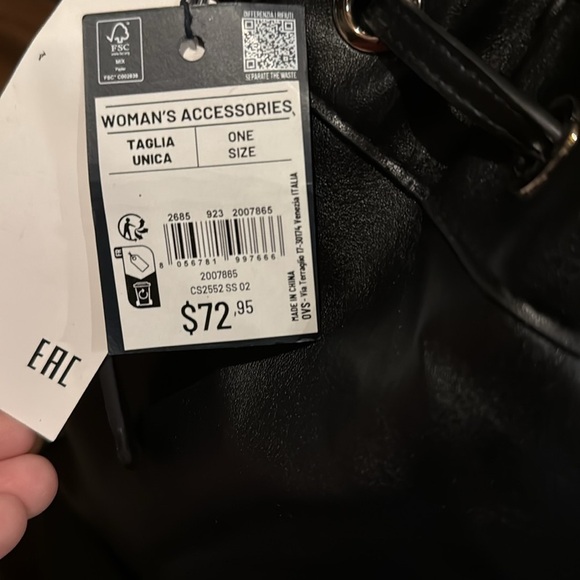 DIFFERENZIA I RIFIUTI
FSC
MIX
FSC® C002838
SEPARATE THE WASTE
WOMAN'S ACCESSORIES
TAGLIA UNICA
ONE SIZE
2685 923 2007865
8 056781 997666
2007865
CS2552 SS 02
$72,95
MADE IN CHINA
OVS - Via Terraglio 17-30174 Venezia ITALIA
EAC